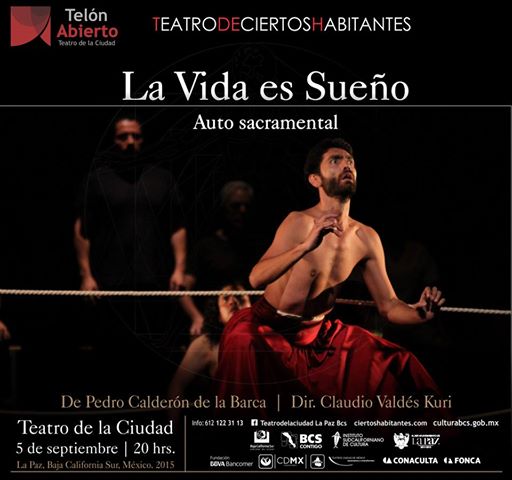 Telón
Abierto
Teatro de la Ciudad
TEATRODECIERTOSHABITANTES
La Vida es Sueño
Auto sacramental
De Pedro Calderón de la Barca | Dir. Claudio Valdés Kuri
Teatro de la Ciudad
5 de septiembre | 20 hrs.
La Paz, Baja California Sur, México. 2015
Info: 612 122 31 13 Teatrodelaciudad La Paz Bcs ciertoshabitantes.com culturabcs.gob.mx
BCS
CONTIGO
INSTITUTO
SUDCALIFORNIANO
DE CULTURA
La PAZ
Fundación
BBVA Bancomer
CDMX
CONACULTA
FONCA